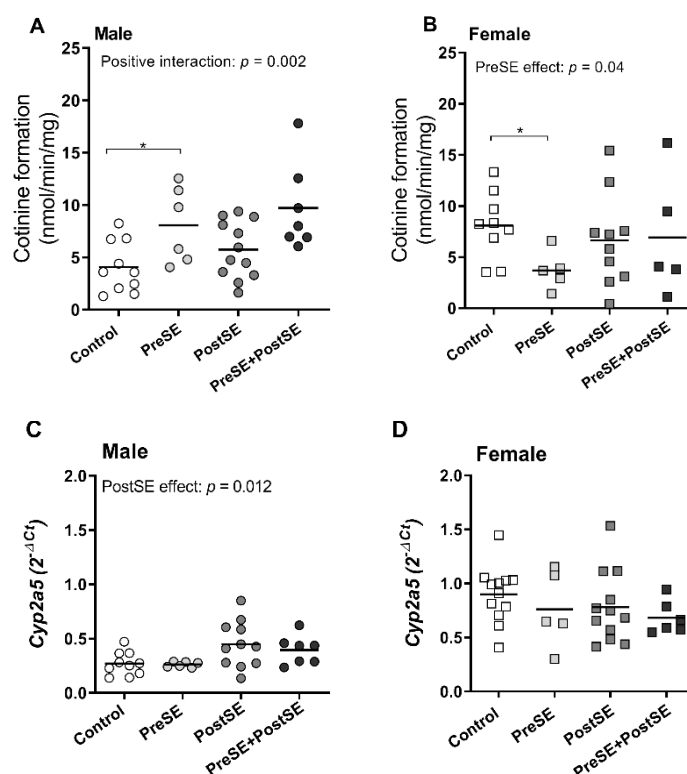 A
Male
Positive interaction: p = 0.002
Cotinine formation
(nmol/min/mg)
25
20
15
10
5
0
*
Control
PreSE
PostSE
PreSE+PostSE
B
Female
PreSE effect: p = 0.04
Cotinine formation
(nmol/min/mg)
25
20
15
10
5
0
*
Control
PreSE
PostSE
PreSE+PostSE
C
Male
PostSE effect: p = 0.012
Cyp2a5 (2^-ΔCt)
2.0
1.5
1.0
0.5
0.0
Control
PreSE
PostSE
PreSE+PostSE
D
Female
Cyp2a5 (2^-ΔCt)
2.0
1.5
1.0
0.5
0.0
Control
PreSE
PostSE
PreSE+PostSE